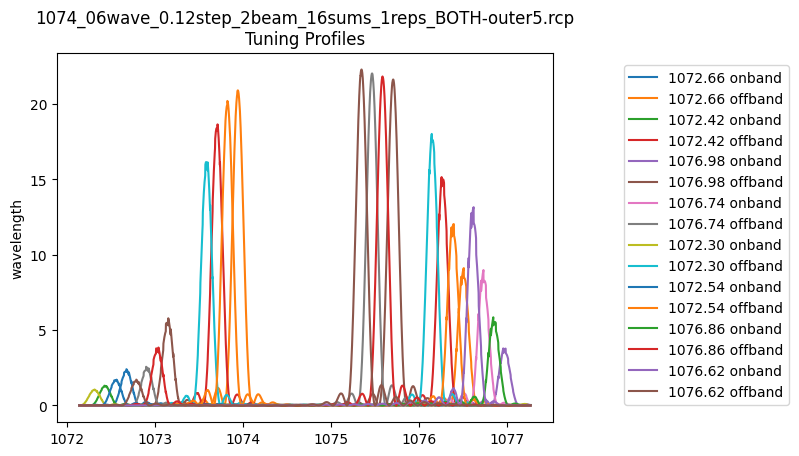 1074_06wave_0.12step_2beam_16sums_1reps_BOTH-outer5.rcp
Tuning Profiles
wavelength
20
15
10
5
0
1072
1073
1074
1075
1076
1077
1072.66 onband
1072.66 offband
1072.42 onband
1072.42 offband
1076.98 onband
1076.98 offband
1076.74 onband
1076.74 offband
1072.30 onband
1072.30 offband
1072.54 onband
1072.54 offband
1076.86 onband
1076.86 offband
1076.62 onband
1076.62 offband